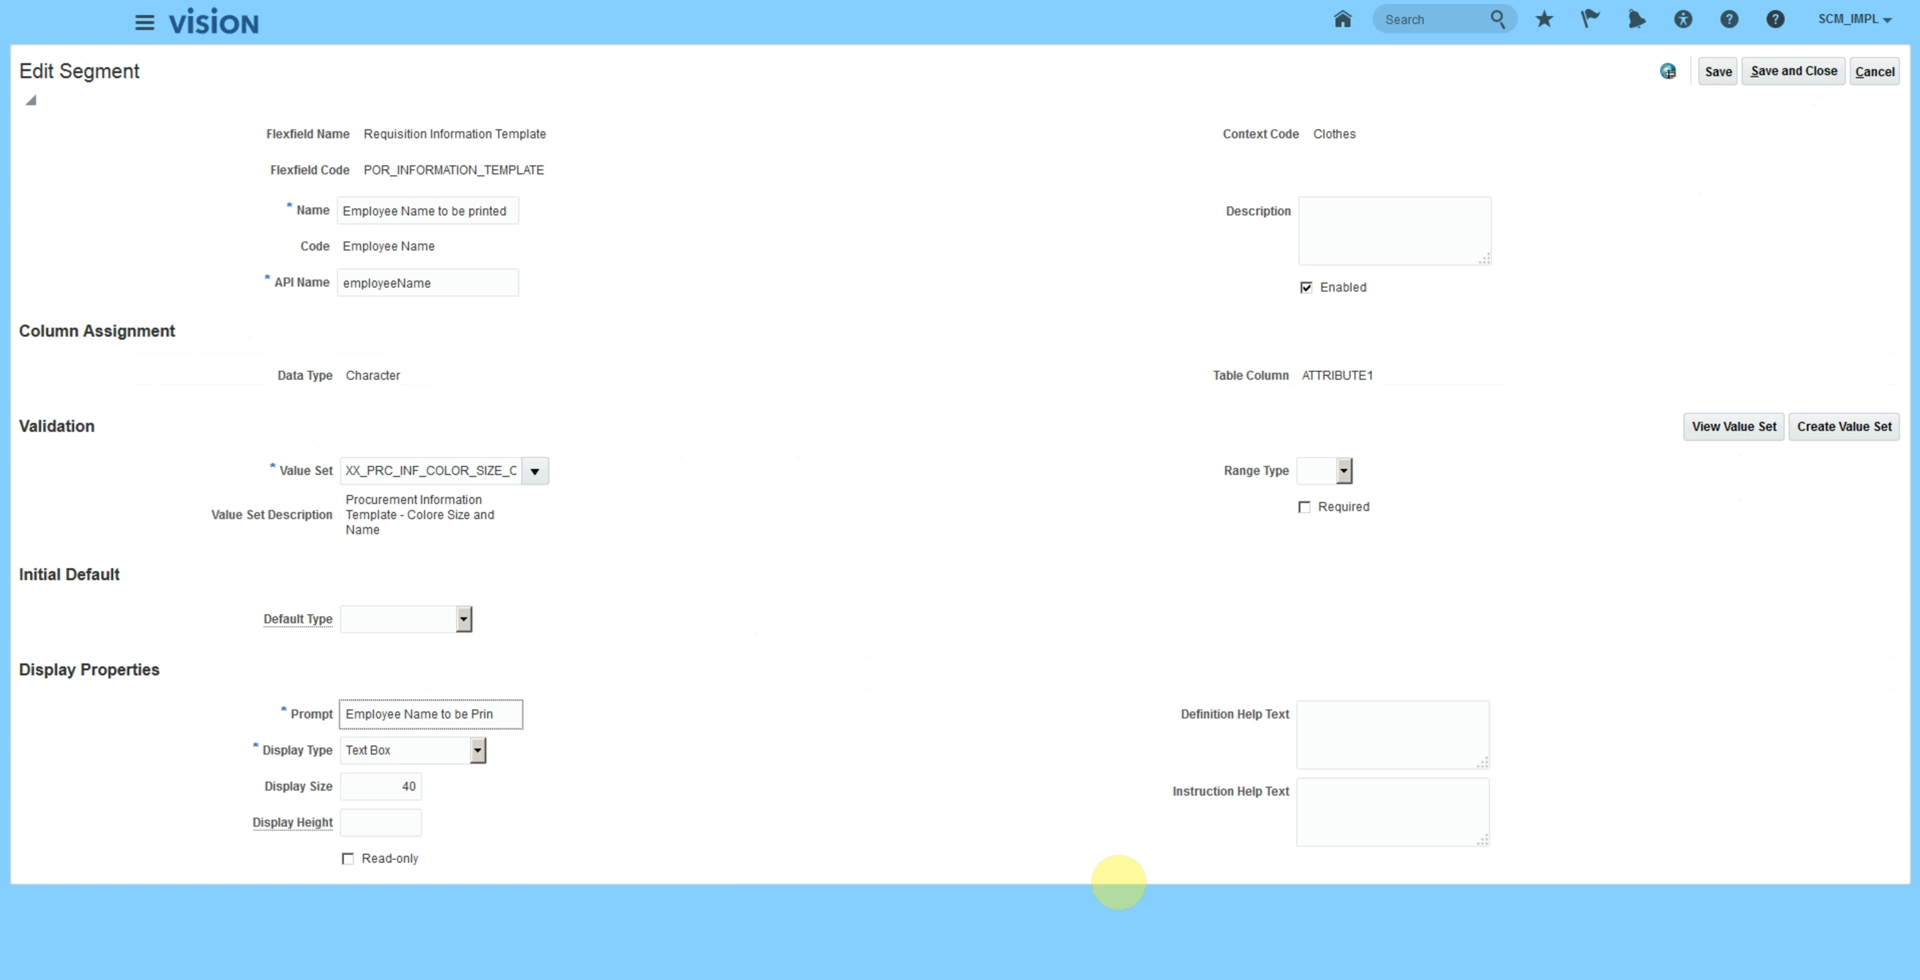 vision
Search
SCM_IMPL
Edit Segment
Save
Save and Close
Cancel
Flexfield Name Requisition Information Template
Context Code Clothes
Flexfield Code POR_INFORMATION_TEMPLATE
* Name Employee Name to be printed
Description
Code Employee Name
* API Name employeeName
Enabled
Column Assignment
Data Type Character
Table Column ATTRIBUTE1
Validation
View Value Set
Create Value Set
* Value Set XX_PRC_INF_COLOR_SIZE_C
Range Type
Value Set Description Procurement Information
Template - Colore Size and
Name
Required
Initial Default
Default Type
Display Properties
* Prompt Employee Name to be Prin
Definition Help Text
* Display Type Text Box
Display Size 40
Instruction Help Text
Display Height
Read-only